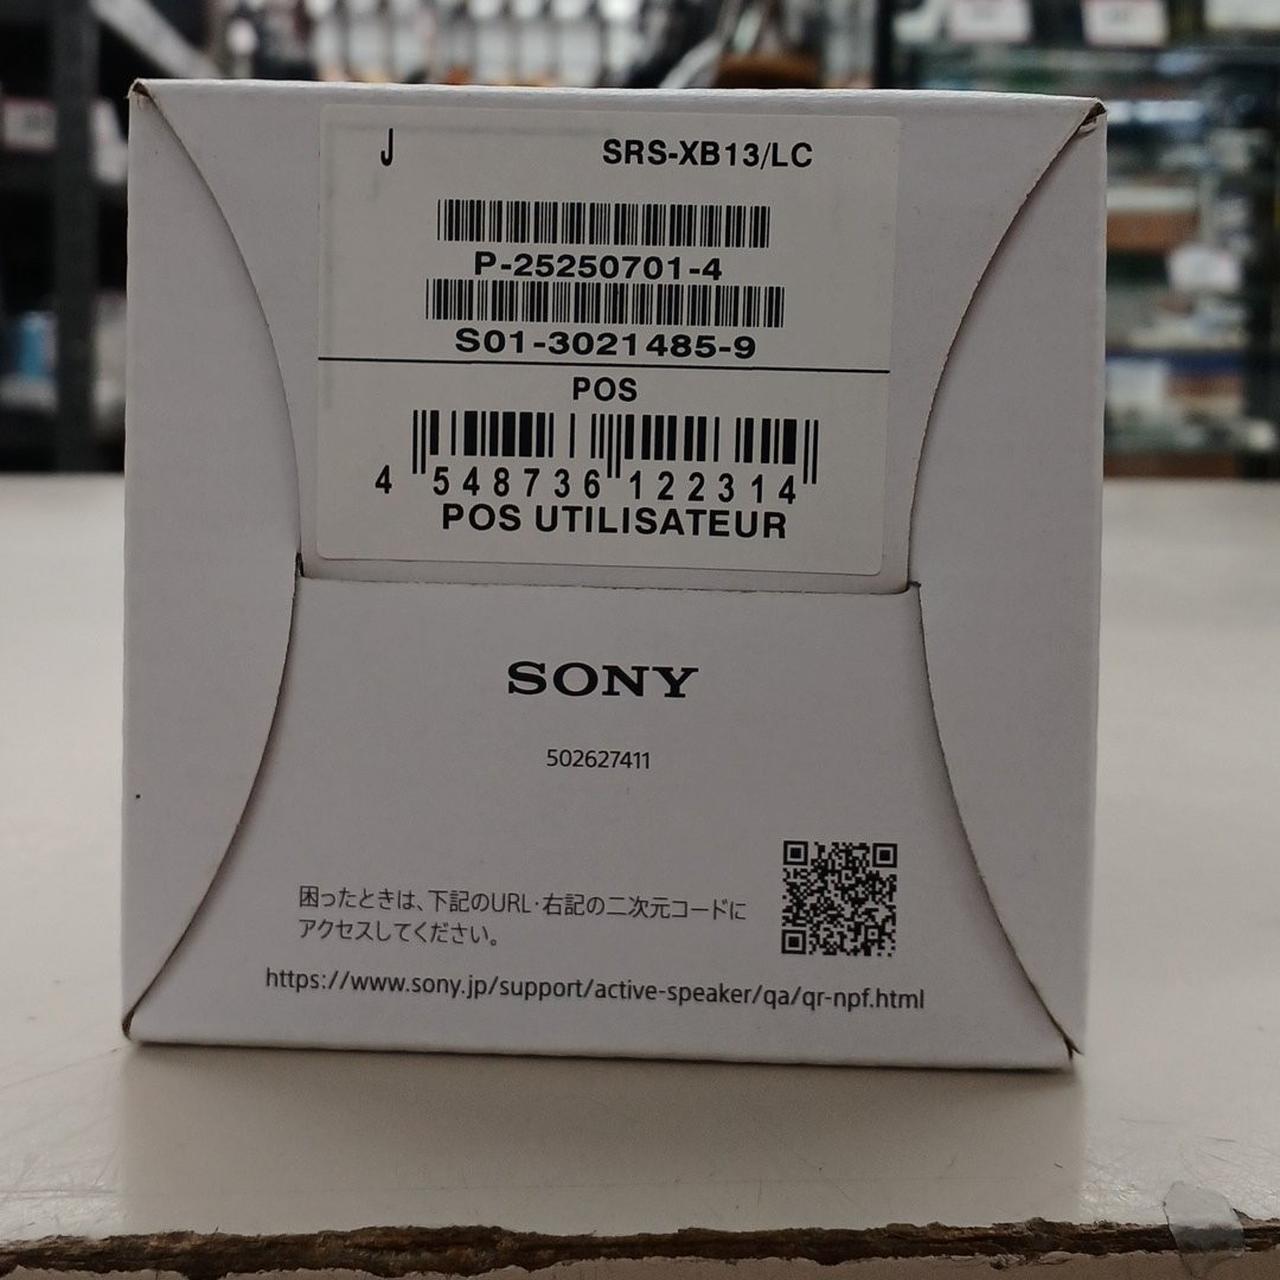 J SRS-XB13/LC
P-25250701-4
S01-3021485-9
POS
4 548736 122314
POS UTILISATEUR
SONY
502627411
困ったときは、下記のURL・右記の二次元コードに
アクセスしてください。
https://www.sony.jp/support/active-speaker/qa/qr-npf.html